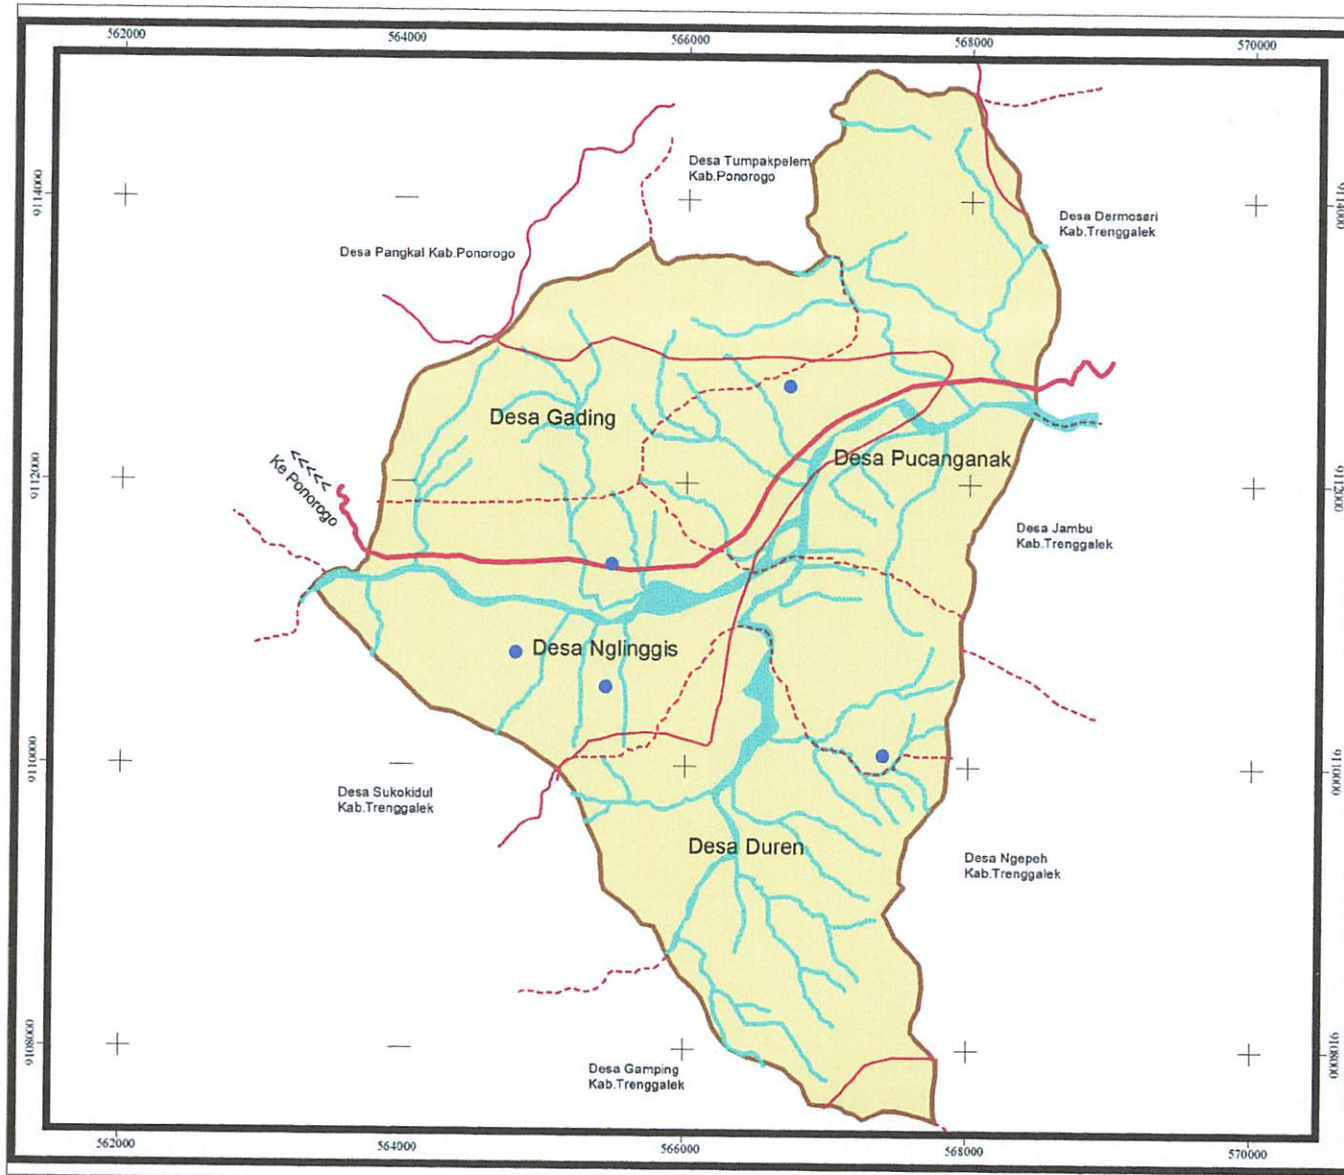 562000
564000
566000
568000
570000
9114000
9114000
Desa Tumpakpelem
Kab.Ponorogo
Desa Dermosari
Kab.Trenggalek
Desa Pangkal Kab.Ponorogo
Desa Gading
Desa Pucanganak
<<<<<
Ke Ponorogo
9112000
9112000
Desa Jambu
Kab.Trenggalek
Desa Nglinggis
9110000
9110000
Desa Sukokidul
Kab.Trenggalek
Desa Duren
Desa Ngepeh
Kab.Trenggalek
9108000
9108000
Desa Gamping
Kab.Trenggalek
562000
564000
566000
568000
570000